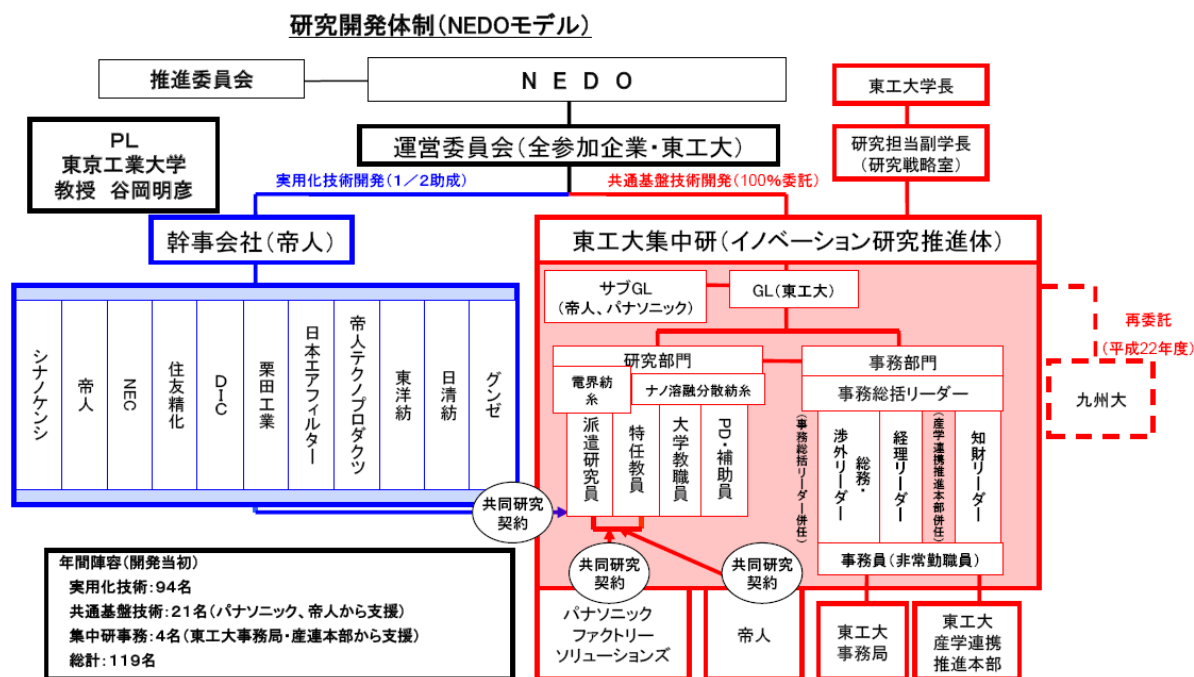 研究開発体制(NEDOモデル)
推進委員会
NEDO
東工大学長
PL
東京工業大学
教授 谷岡明彦
運営委員会(全参加企業・東工大)
研究担当副学長
(研究戦略室)
実用化技術開発(1/2助成)
共通基盤技術開発(100%委託)
幹事会社(帝人)
東工大集中研(イノベーション研究推進体)
サブGL
(帝人、パナソニック)
GL(東工大)
再委託
(平成22年度)
九州大
シナノケンシ
帝人
NEC
住友精化
DIC
栗田工業
日本エアフィルター
帝人テクノプロダクツ
東洋紡
日清紡
グンゼ
研究部門
事務部門
電界紡
糸
ナノ溶融分散紡糸
事務総括リーダー
派遣研究員
特任教員
大学教職員
PD・補助員
(事務総括リーダー併任)
総務・
渉外リーダー
経理リーダー
(産学連携推進本部併任)
知財リーダー
共同研究
契約
事務員(非常勤職員)
共同研究
契約
共同研究
契約
パナソニック
ファクトリー
ソリューションズ
帝人
東工大
事務局
東工大
産学連携
推進本部
年間陣容(開発当初)
実用化技術:94名
共通基盤技術:21名(パナソニック、帝人から支援)
集中研事務:4名(東工大事務局・産連本部から支援)
総計:119名